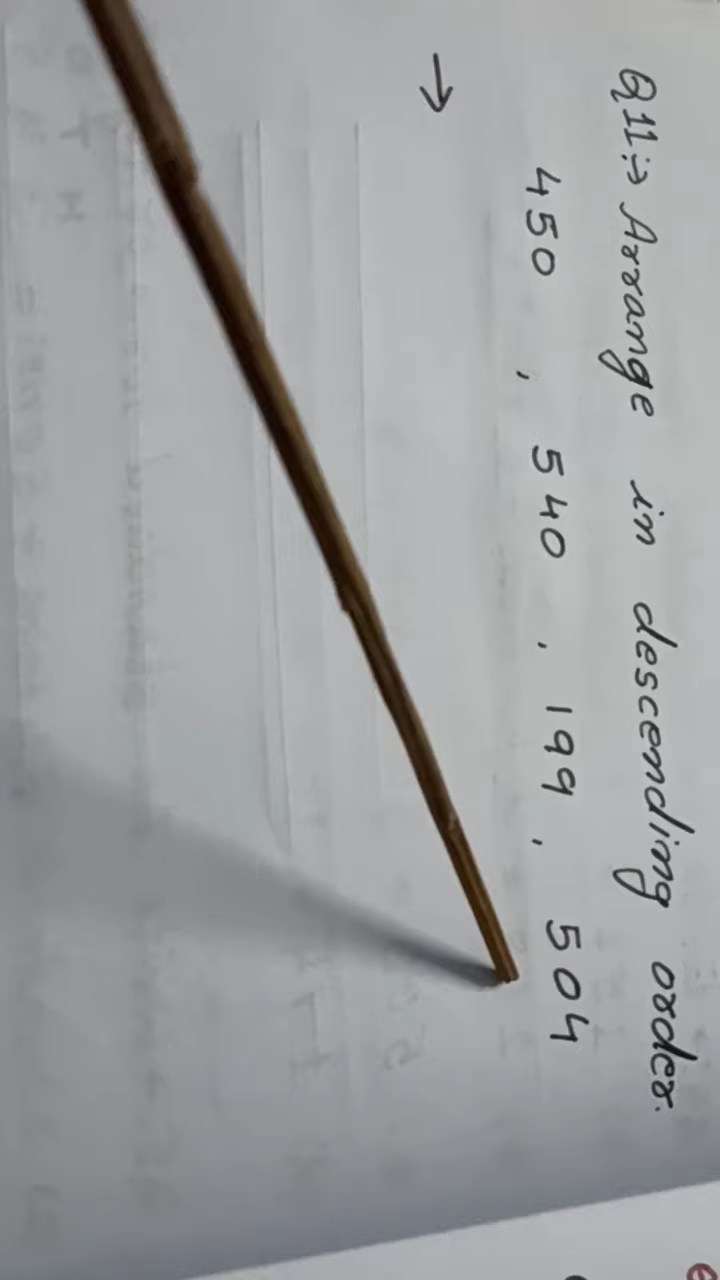 Q11:→ Arrange in descending order.
450 , 540 , 199 , 504
→